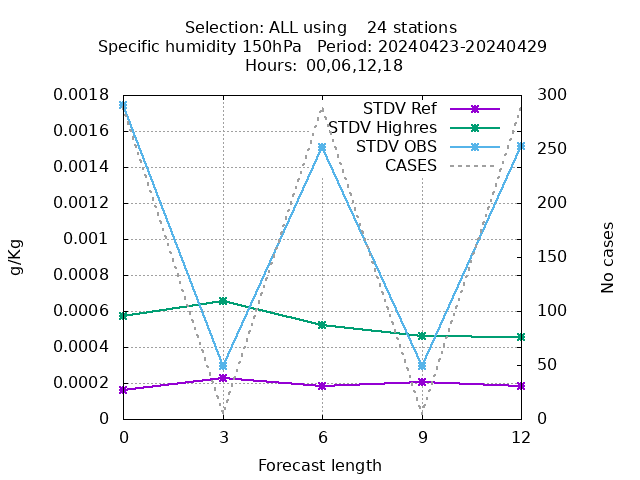 Selection: ALL using    24 stations
Specific humidity 150hPa   Period: 20240423-20240429
Hours:  00,06,12,18
STDV Ref
STDV Highres
STDV OBS
CASES
g/Kg
0.0018
0.0016
0.0014
0.0012
0.001
0.0008
0.0006
0.0004
0.0002
0
300
250
200
150
100
50
0
No cases
0 3 6 9 12
Forecast length